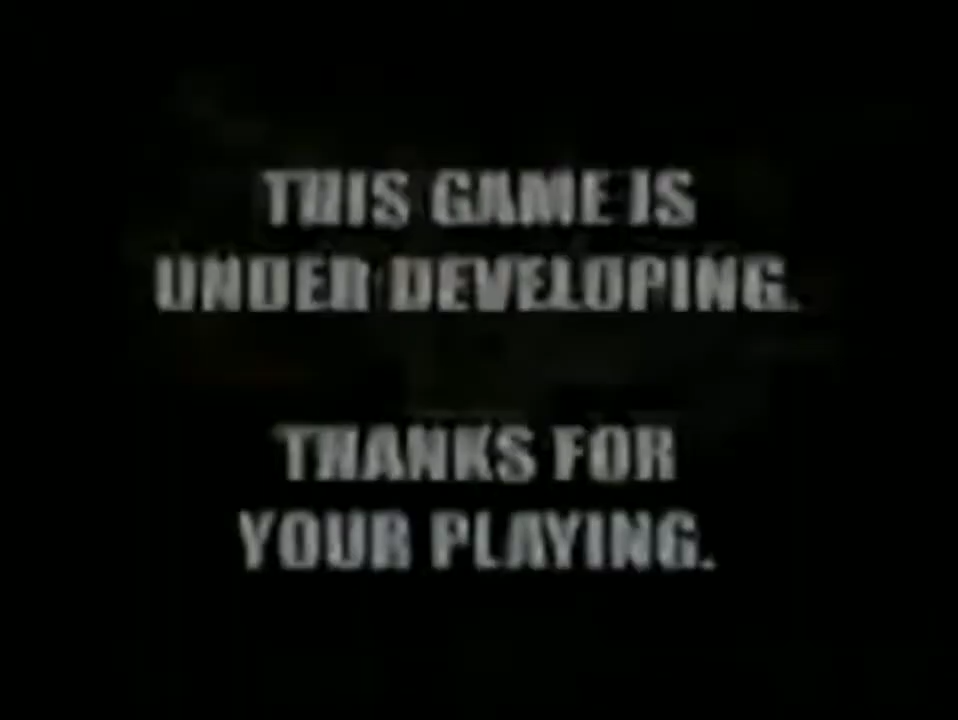 THIS GAME IS
UNDER DEVELOPING.
THANKS FOR
YOUR PLAYING.